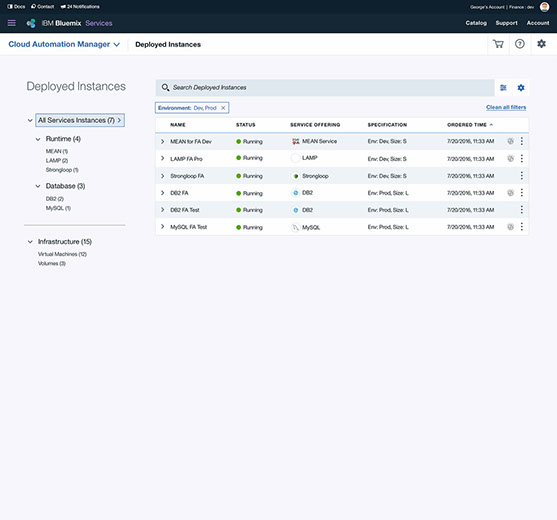 Docs Contact 24 Notifications George's Account | Finance : dev
IBM Bluemix Services Catalog Support Account
Cloud Automation Manager Deployed Instances
Deployed Instances
Search Deployed Instances
Environment: Dev, Prod × Clean all filters
All Services Instances (7)
Runtime (4)
MEAN (1)
LAMP (2)
Strongloop (1)
Database (3)
DB2 (2)
MySQL (1)
Infrastructure (15)
Virtual Machines (12)
Volumes (3)
NAME STATUS SERVICE OFFERING SPECIFICATION ORDERED TIME
MEAN for FA Dev Running MEAN Service Env: Dev, Size: S 7/20/2016, 11:33 AM
LAMP FA Pro Running LAMP Env: Dev, Size: S 7/20/2016, 11:33 AM
Strongloop FA Running Strongloop Env: Dev, Size: S 7/20/2016, 11:33 AM
DB2 FA Running DB2 Env: Prod, Size: L 7/20/2016, 11:33 AM
DB2 FA Test Running DB2 Env: Prod, Size: L 7/20/2016, 11:33 AM
MySQL FA Test Running MySQL Env: Prod, Size: L 7/20/2016, 11:33 AM